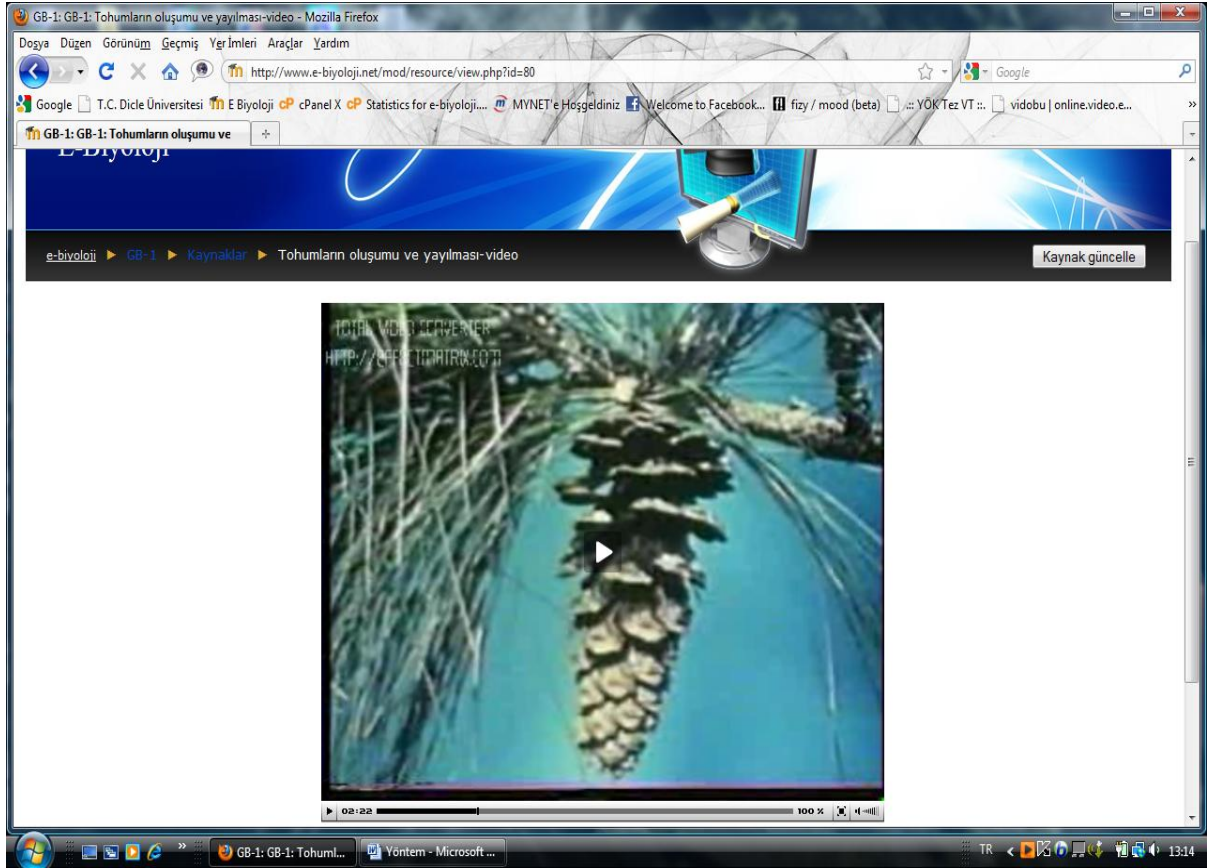 GB-1: GB-1: Tohumların oluşumu ve yayılması-video - Mozilla Firefox
Dosya Düzen Görünüm Geçmiş Yer İmleri Araçlar Yardım
http://www.e-biyoloji.net/mod/resource/view.php?id=80 Google
Google T.C. Dicle Üniversitesi E Biyoloji cPanel X Statistics for e-biyoloji.... MYNET'e Hoşgeldiniz Welcome to Facebook... fizy / mood (beta) .:: YÖK Tez VT ::. vidobu | online.video.e... »
GB-1: GB-1: Tohumların oluşumu ve
E-Biyoloji
e-biyoloji ► GB-1 ► Kaynaklar ► Tohumların oluşumu ve yayılması-video Kaynak güncelle
TOTAL VIDEO CONVERTER
HTTP://EFFECTMATRIX.COM
02:22 100 %
» GB-1: GB-1: Tohuml... Yöntem - Microsoft ... TR 13:14